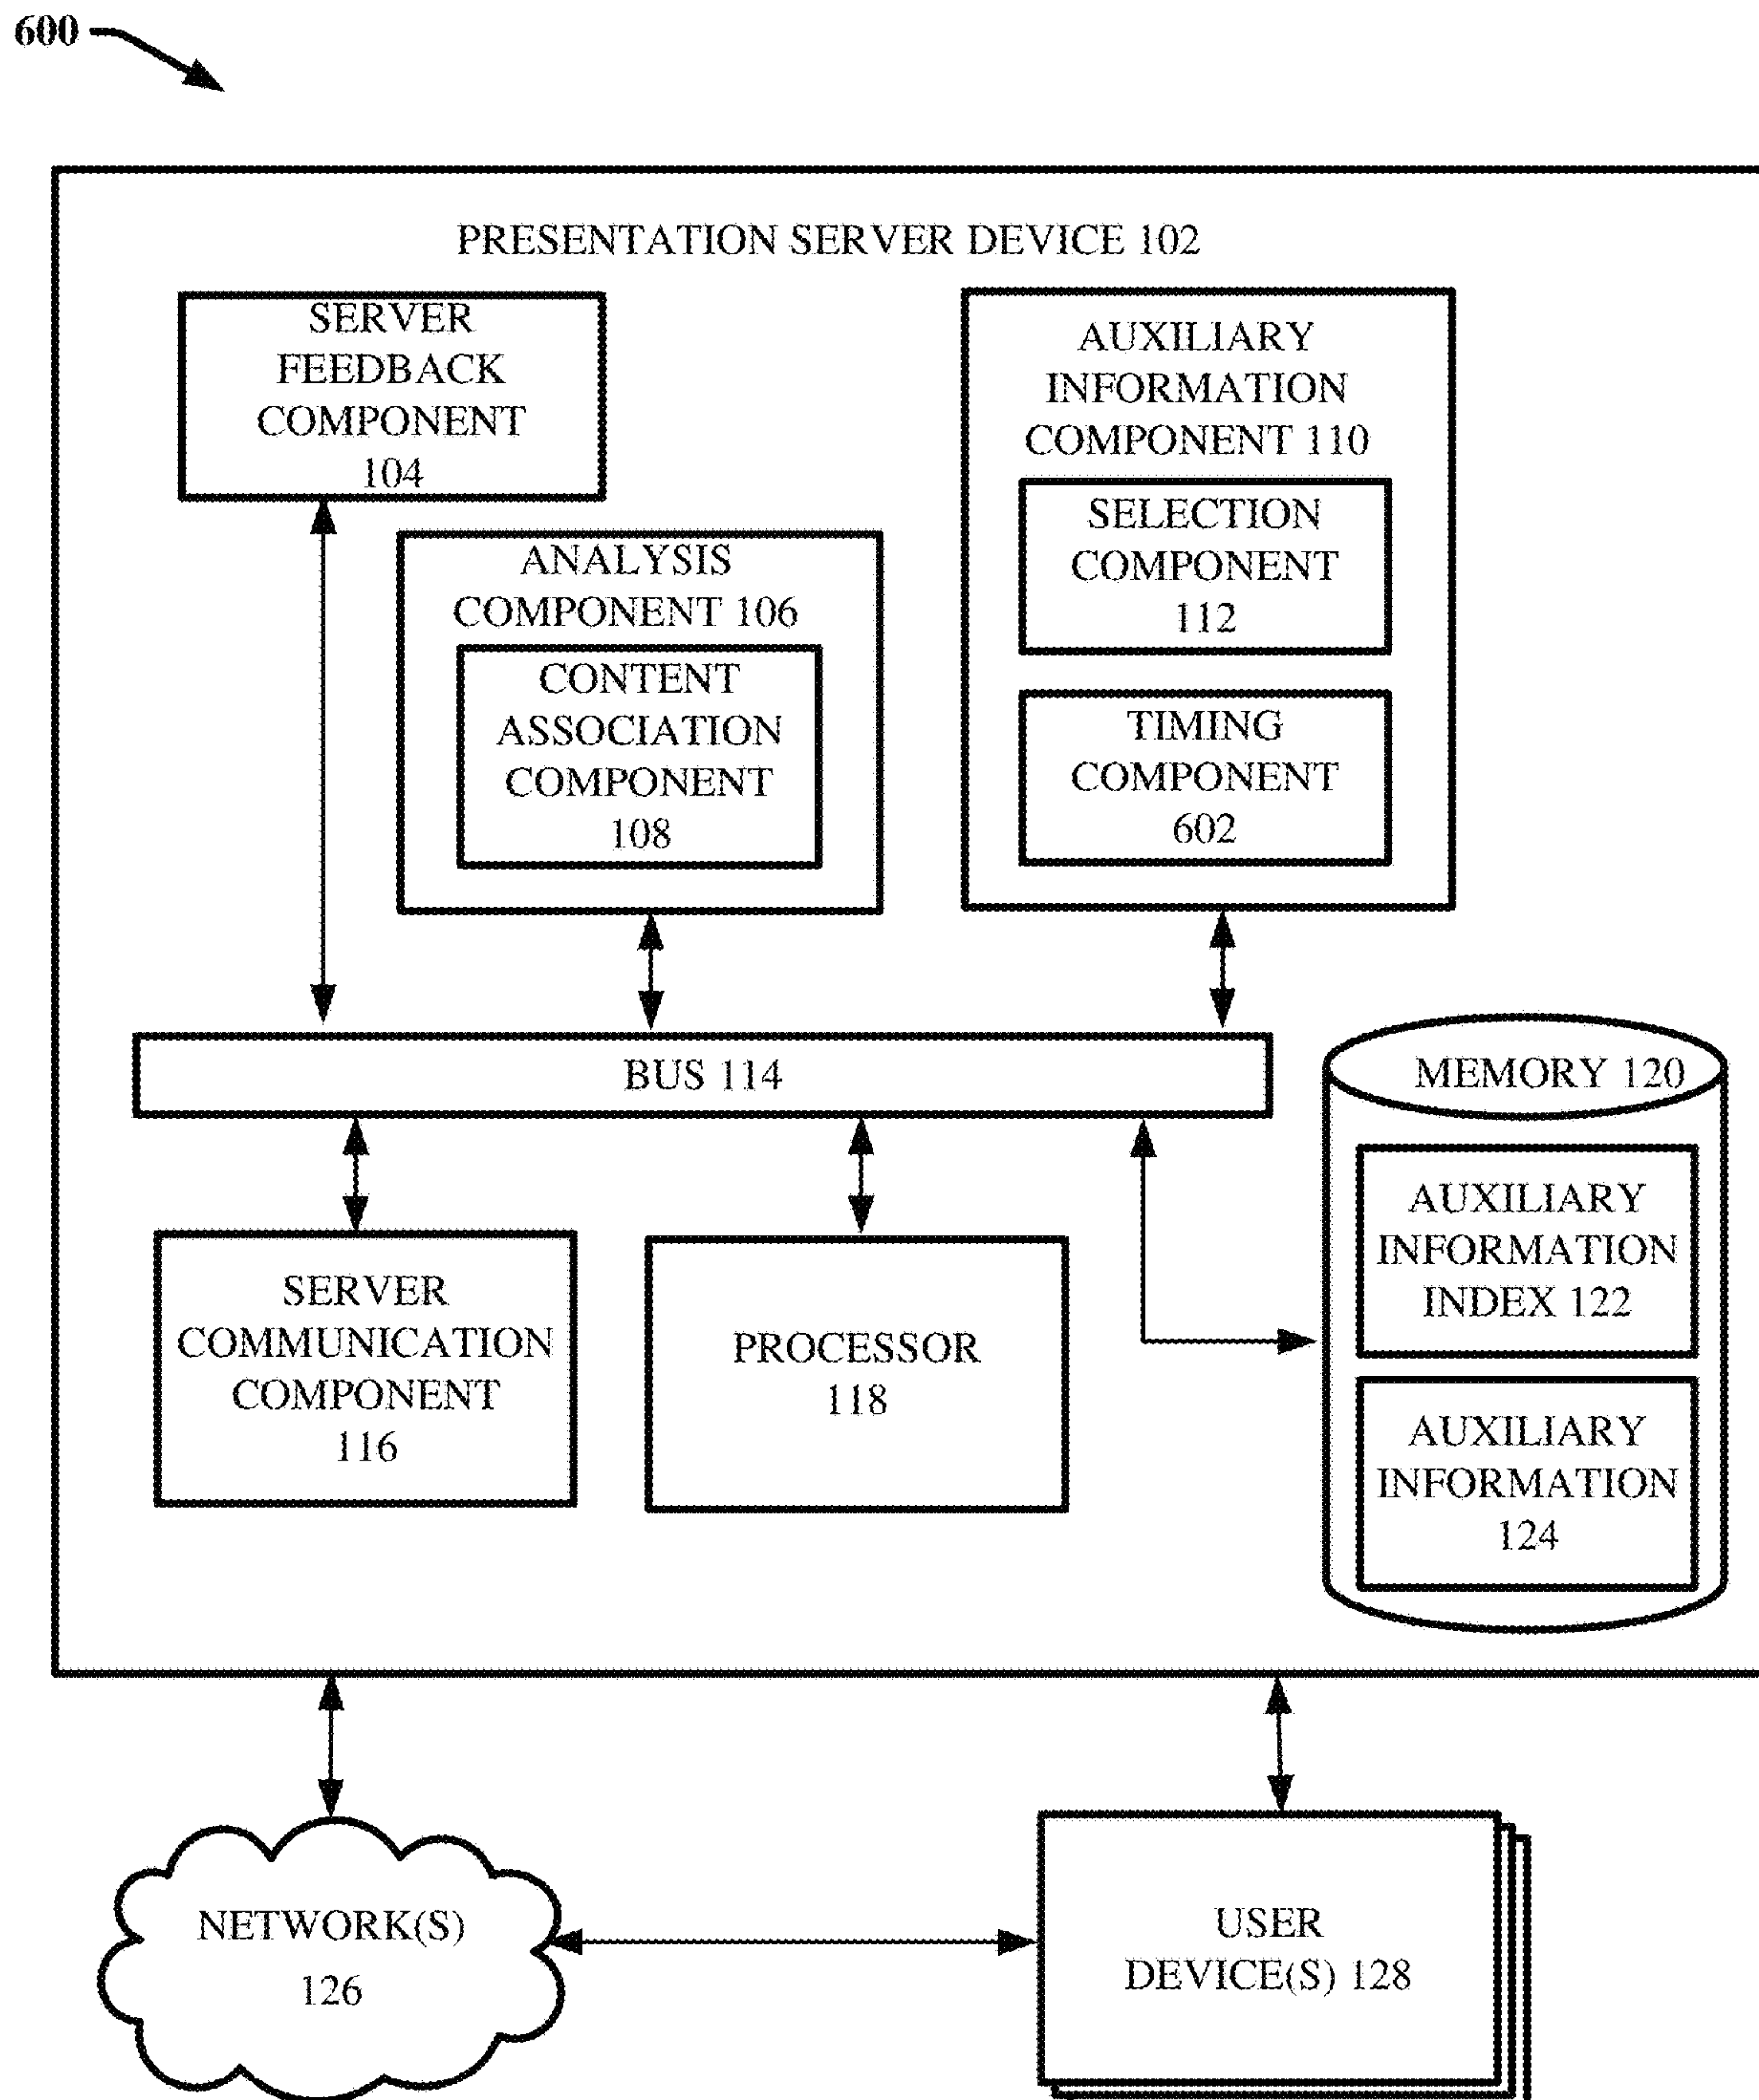 600
PRESENTATION SERVER DEVICE 102
SERVER
FEEDBACK
COMPONENT
104
AUXILIARY
INFORMATION
COMPONENT 110
SELECTION
COMPONENT
112
TIMING
COMPONENT
602
ANALYSIS
COMPONENT 106
CONTENT
ASSOCIATION
COMPONENT
108
BUS 114
MEMORY 120
AUXILIARY
INFORMATION
INDEX 122
AUXILIARY
INFORMATION
124
SERVER
COMMUNICATION
COMPONENT
116
PROCESSOR
118
NETWORK(S)
126
USER
DEVICE(S) 128